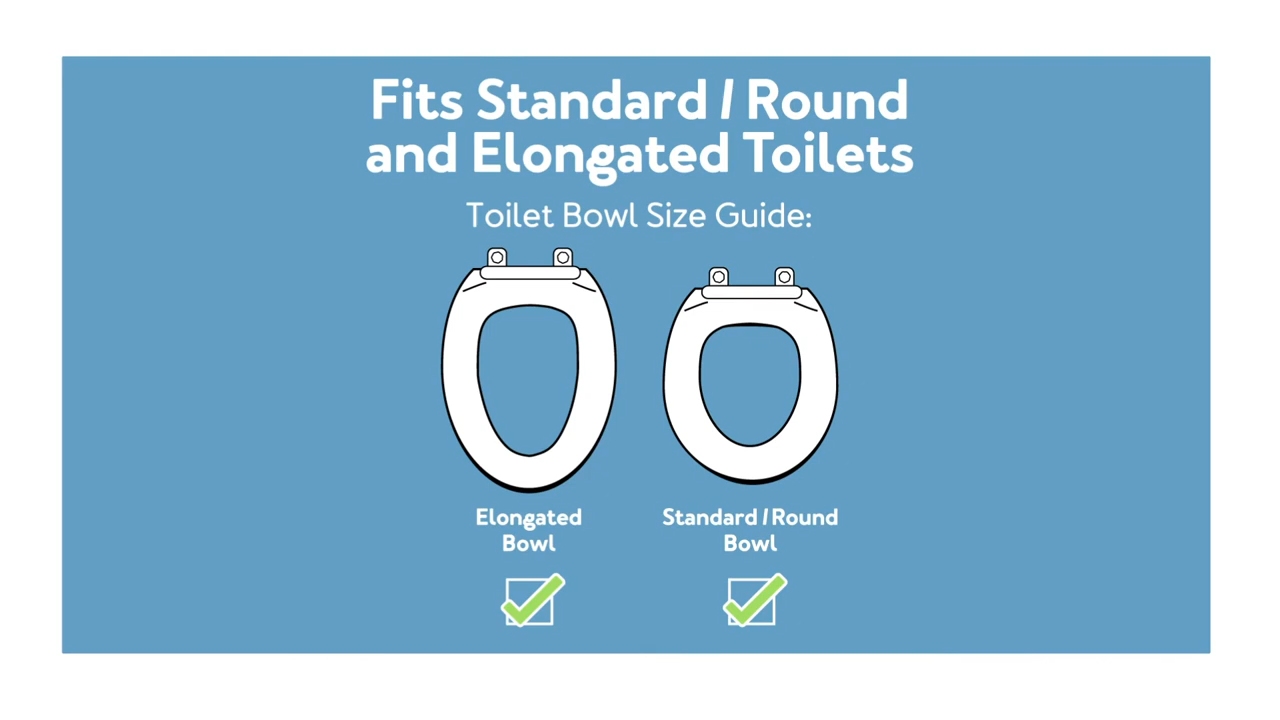 Fits Standard / Round
and Elongated Toilets
Toilet Bowl Size Guide:
Elongated
Bowl
Standard / Round
Bowl